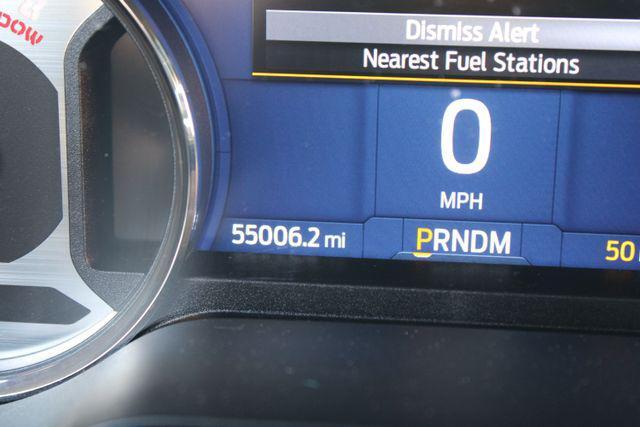 Dismiss Alert
Nearest Fuel Stations
0
MPH
55006.2 mi
PRNDM
50